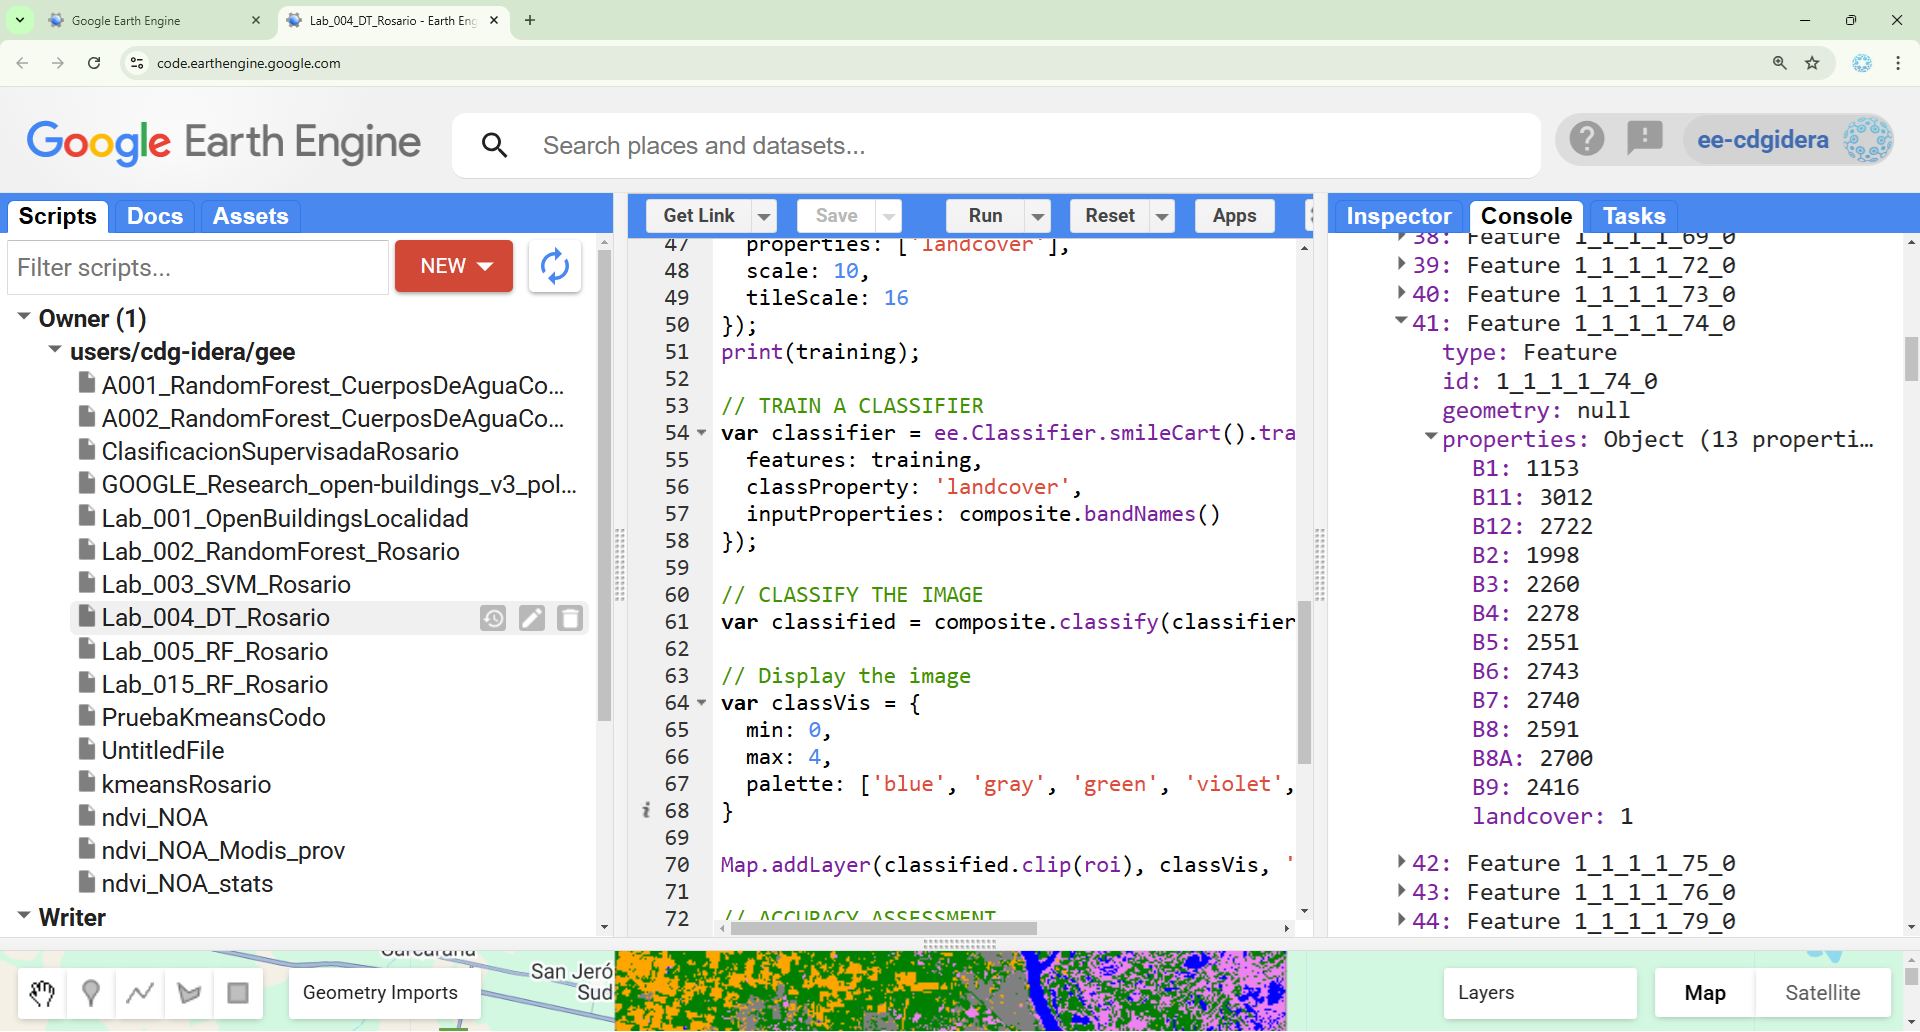 Google Earth Engine
Lab_004_DT_Rosario - Earth Eng
code.earthengine.google.com
Google Earth Engine
Search places and datasets...
ee-cdgidera
Scripts
Docs
Assets
Filter scripts...
NEW
Owner (1)
users/cdg-idera/gee
A001_RandomForest_CuerposDeAguaCo...
A002_RandomForest_CuerposDeAguaCo...
ClasificacionSupervisadaRosario
GOOGLE_Research_open-buildings_v3_pol...
Lab_001_OpenBuildingsLocalidad
Lab_002_RandomForest_Rosario
Lab_003_SVM_Rosario
Lab_004_DT_Rosario
Lab_005_RF_Rosario
Lab_015_RF_Rosario
PruebaKmeansCodo
UntitledFile
kmeansRosario
ndvi_NOA
ndvi_NOA_Modis_prov
ndvi_NOA_stats
Writer
Get Link
Save
Run
Reset
Apps
47 properties: ['landcover'],
48 scale: 10,
49 tileScale: 16
50 });
51 print(training);
52
53 // TRAIN A CLASSIFIER
54 var classifier = ee.Classifier.smileCart().tra
55 features: training,
56 classProperty: 'landcover',
57 inputProperties: composite.bandNames()
58 });
59
60 // CLASSIFY THE IMAGE
61 var classified = composite.classify(classifier
62
63 // Display the image
64 var classVis = {
65 min: 0,
66 max: 4,
67 palette: ['blue', 'gray', 'green', 'violet',
i 68 }
69
70 Map.addLayer(classified.clip(roi), classVis, '
71
72 // ACCURACY ASSESSMENT
Inspector
Console
Tasks
38: Feature 1_1_1_1_69_0
39: Feature 1_1_1_1_72_0
40: Feature 1_1_1_1_73_0
41: Feature 1_1_1_1_74_0
type: Feature
id: 1_1_1_1_74_0
geometry: null
properties: Object (13 properti…
B1: 1153
B11: 3012
B12: 2722
B2: 1998
B3: 2260
B4: 2278
B5: 2551
B6: 2743
B7: 2740
B8: 2591
B8A: 2700
B9: 2416
landcover: 1
42: Feature 1_1_1_1_75_0
43: Feature 1_1_1_1_76_0
44: Feature 1_1_1_1_79_0
Carcarañá
San Jeró
Sud
Geometry Imports
Layers
Map
Satellite